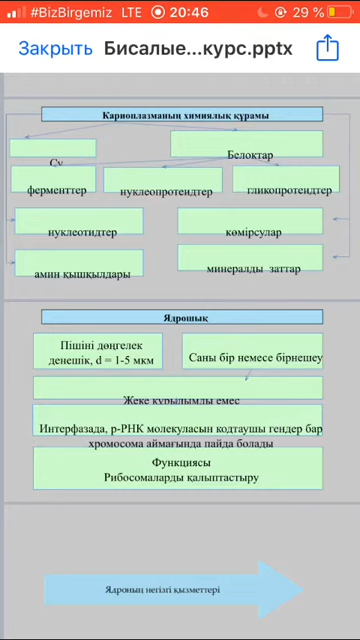 #BizBirgemiz LTE 20:46 29 %
Закрыть Бисалые...курс.pptx
Кариоплазманың химиялық құрамы
Су
Белоктар
ферменттер
нуклеопротеидтер
гликопротеидтер
нуклеотидтер
көмірсулар
амин қышқылдары
минералды заттар
Ядрошық
Пішіні дөңгелек
денешік, d = 1-5 мкм
Саны бір немесе бірнешеу
Жеке құрылымды емес
Интерфазада, р-РНК молекуласын кодтаушы гендер бар
хромосома аймағында пайда болады
Функциясы
Рибосомаларды қалыптастыру
Ядроның негізгі қызметтері